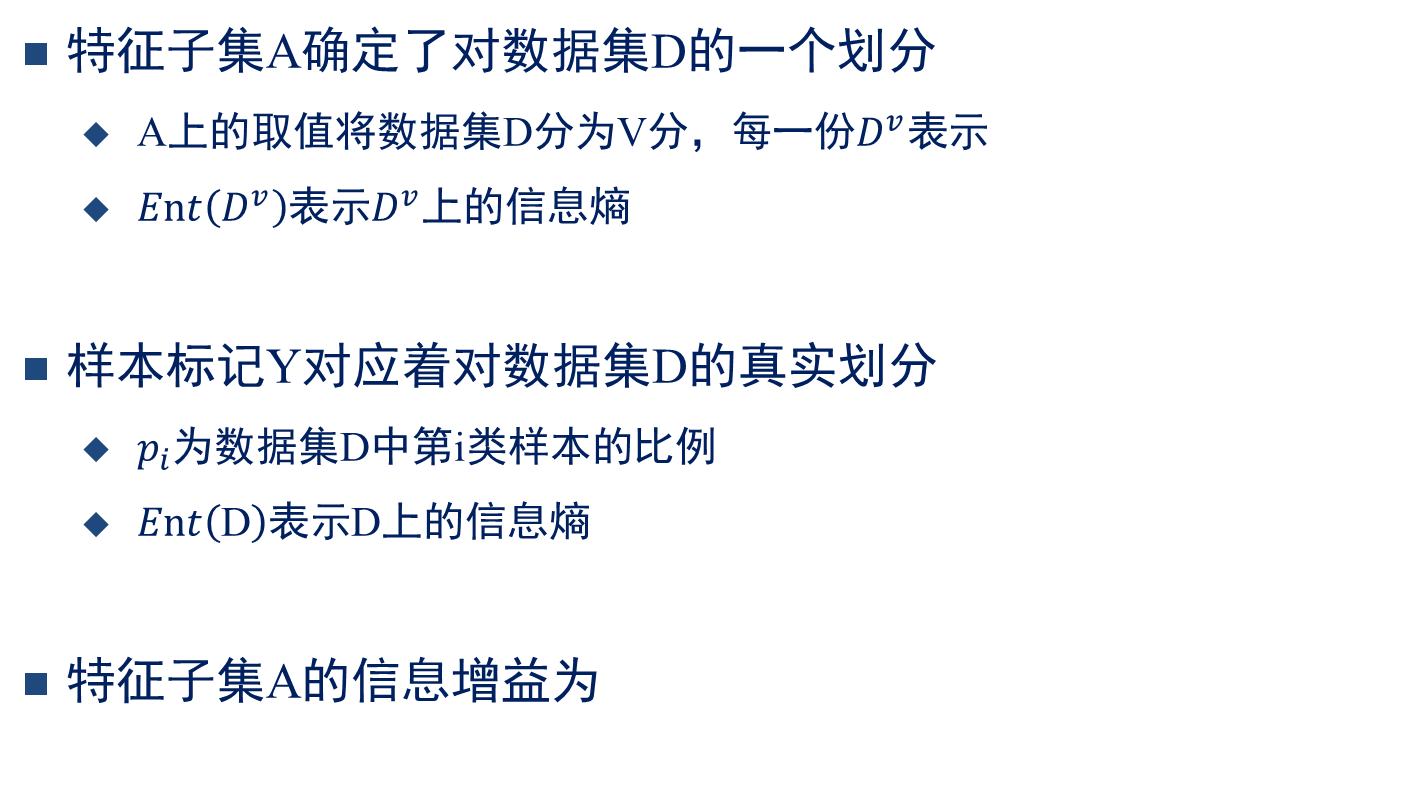 ■ 特征子集A确定了对数据集D的一个划分
◆ A上的取值将数据集D分为V分，每一份Dᵛ表示
◆ Ent(Dᵛ)表示Dᵛ上的信息熵
■ 样本标记Y对应着对数据集D的真实划分
◆ pᵢ为数据集D中第i类样本的比例
◆ Ent(D)表示D上的信息熵
■ 特征子集A的信息增益为